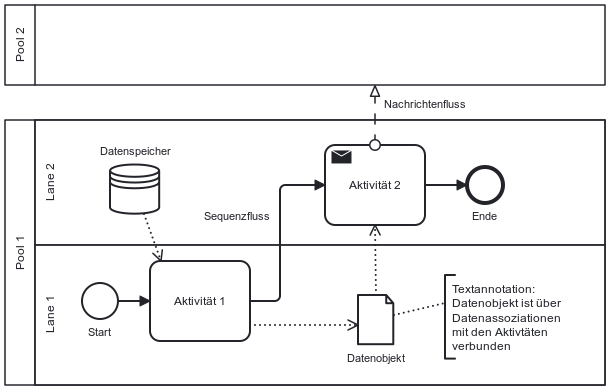 Pool 2
Nachrichtenfluss
Pool 1
Lane 2
Datenspeicher
Aktivität 2
Sequenzfluss
Ende
Lane 1
Aktivität 1
Start
Datenobjekt
Textannotation:
Datenobjekt ist über
Datenassoziationen
mit den Aktivtäten
verbunden